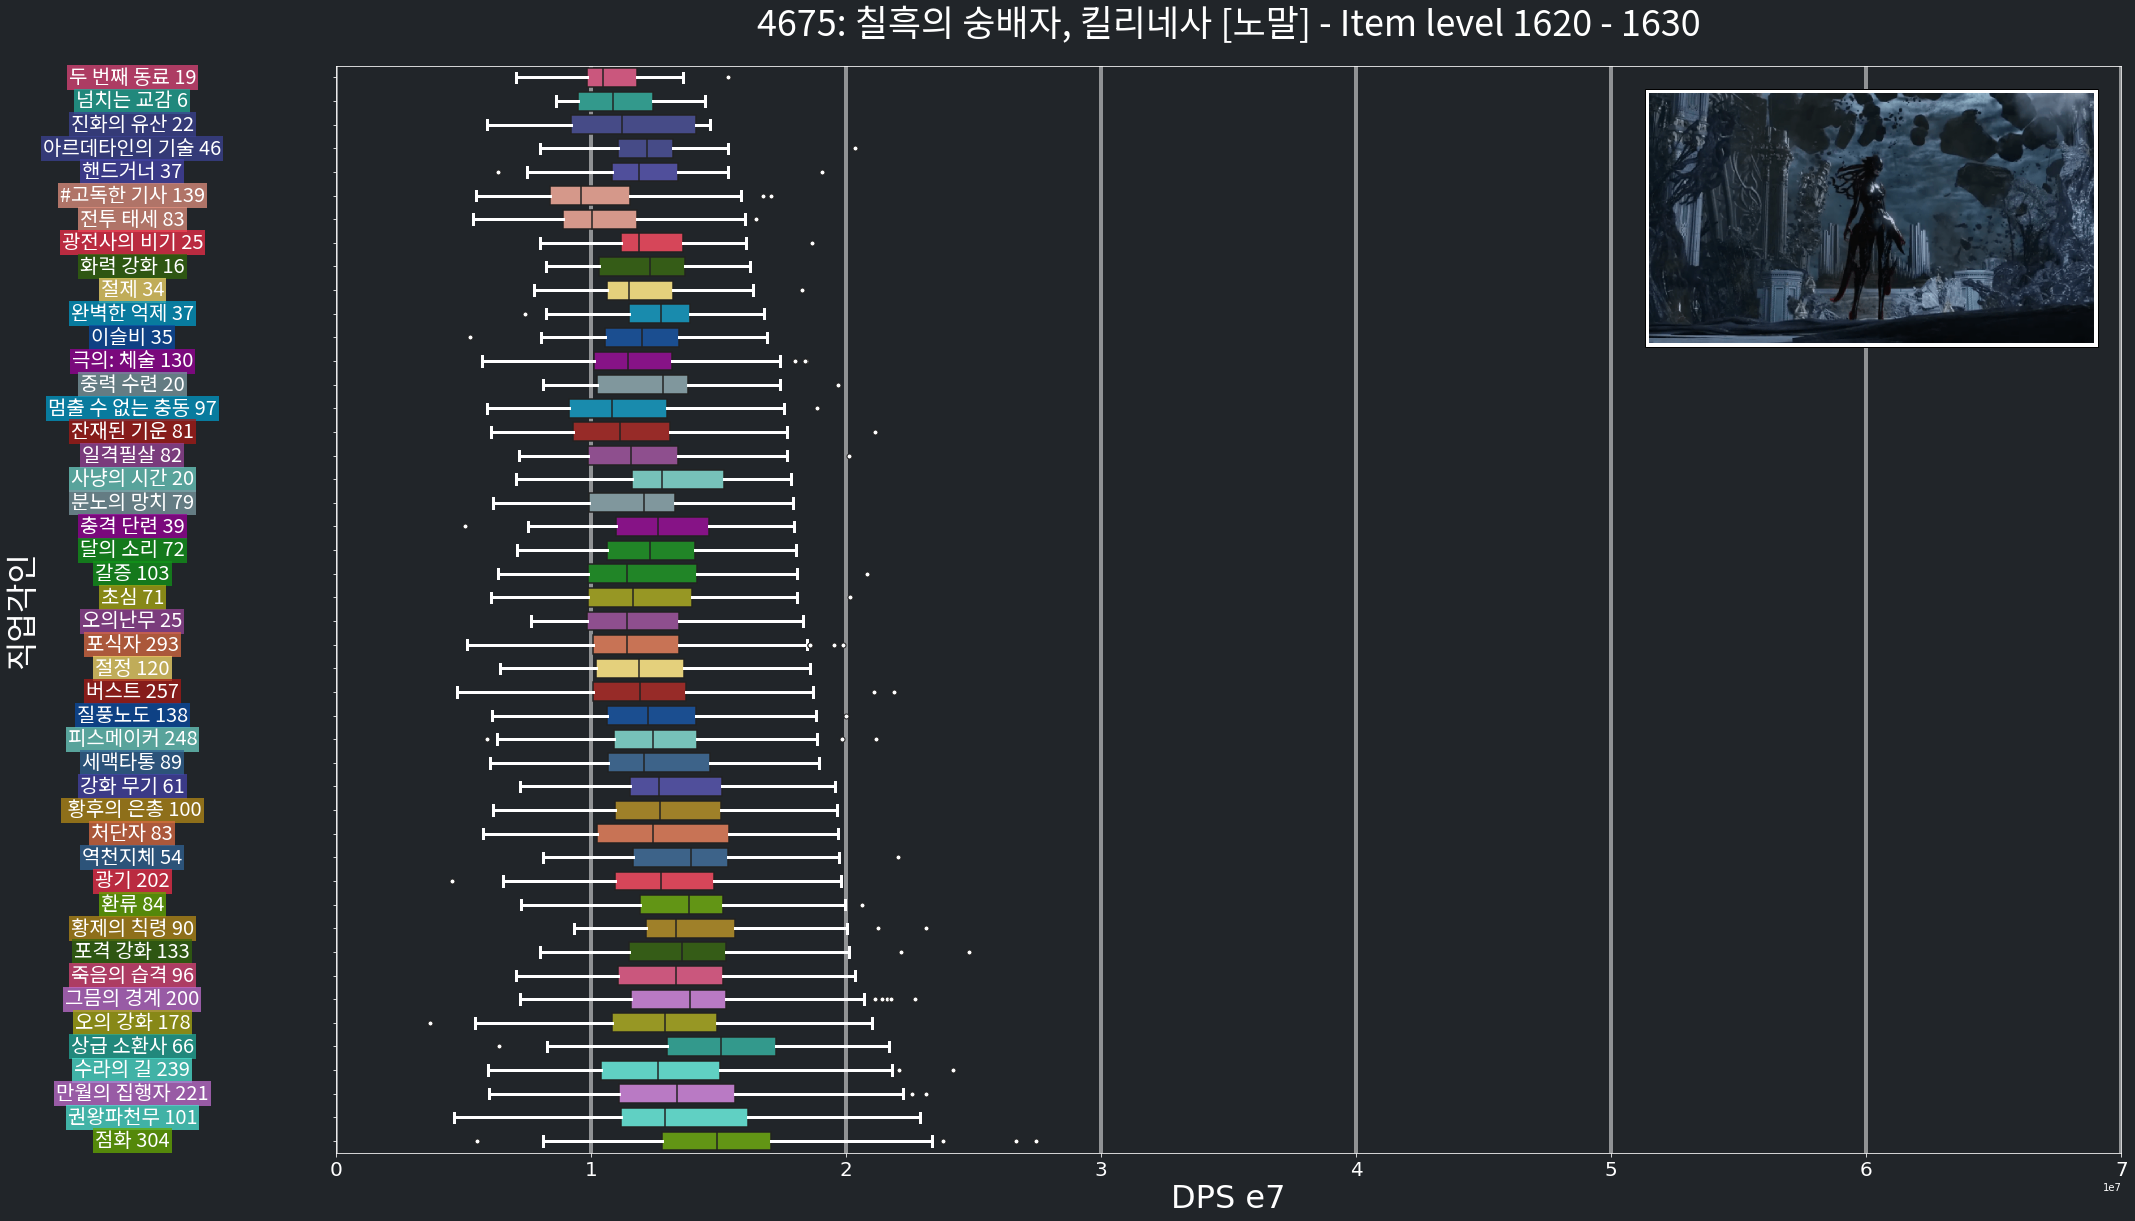 4675: 칠흑의 숭배자, 킬리네사 [노말] - Item level 1620 - 1630
직업각인
두 번째 동료 19
넘치는 교감 6
진화의 유산 22
아르데타인의 기술 46
핸드거너 37
#고독한 기사 139
전투 태세 83
광전사의 비기 25
화력 강화 16
절제 34
완벽한 억제 37
이슬비 35
극의: 체술 130
중력 수련 20
멈출 수 없는 충동 97
잔재된 기운 81
일격필살 82
사냥의 시간 20
분노의 망치 79
충격 단련 39
달의 소리 72
갈증 103
초심 71
오의난무 25
포식자 293
절정 120
버스트 257
질풍노도 138
피스메이커 248
세맥타통 89
강화 무기 61
황후의 은총 100
처단자 83
역천지체 54
광기 202
환류 84
황제의 칙령 90
포격 강화 133
죽음의 습격 96
그믐의 경계 200
오의 강화 178
상급 소환사 66
수라의 길 239
만월의 집행자 221
권왕파천무 101
점화 304
0 1 2 3 4 5 6 7
1e7
DPS e7